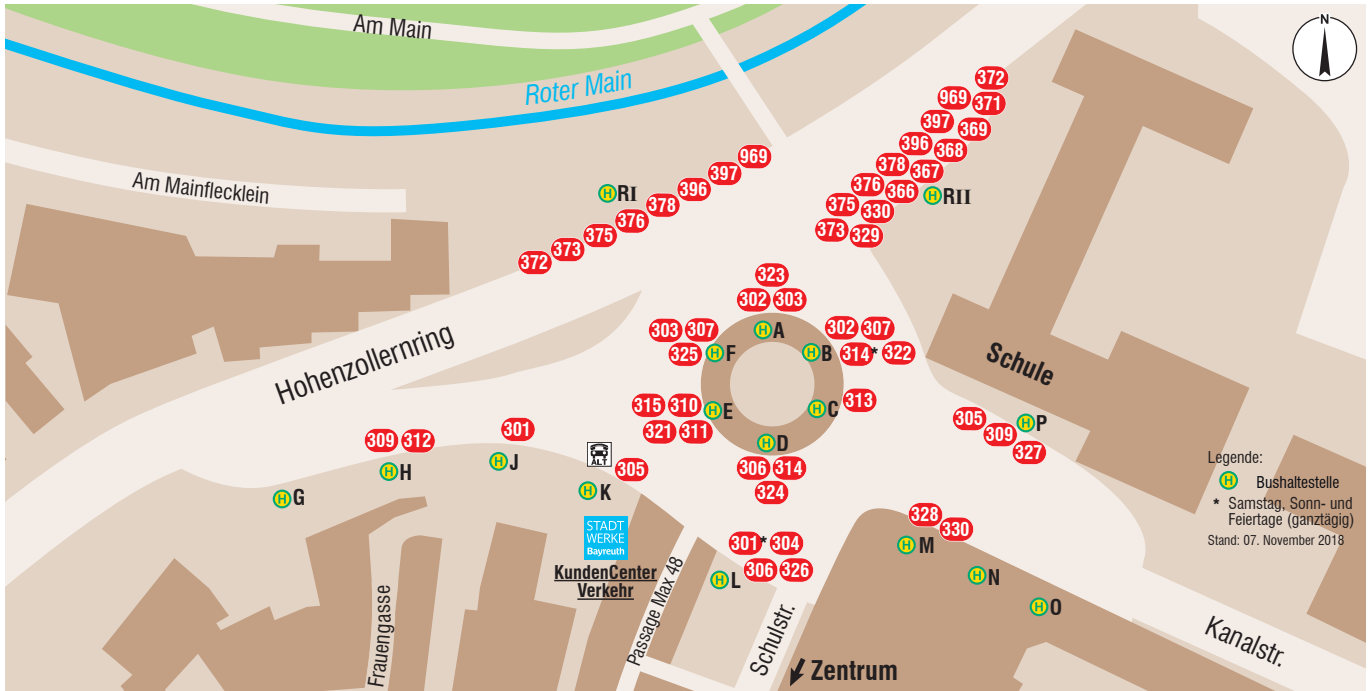 Am Main
N
Roter Main
Am Mainflecklein
H RI
969
397
396
378
376
375
373
372
372
969 371
397 369
396 368
378 367
376 366
375 330
373 329
H RII
Hohenzollernring
323
302 303
H A
303 307
325
H F
302 307
314* 322
H B
315 310
321 311
H E
313
H C
H D
306 314
324
Schule
305
309
327
H P
309 312
H H
301
H J
ALT
305
H K
H G
STADT
WERKE
Bayreuth
KundenCenter
Verkehr
Frauengasse
Passage Max 48
301* 304
306 326
H L
Schulstr.
Zentrum
328
330
H M
H N
H O
Kanalstr.
Legende:
H Bushaltestelle
* Samstag, Sonn- und
Feiertage (ganztägig)
Stand: 07. November 2018